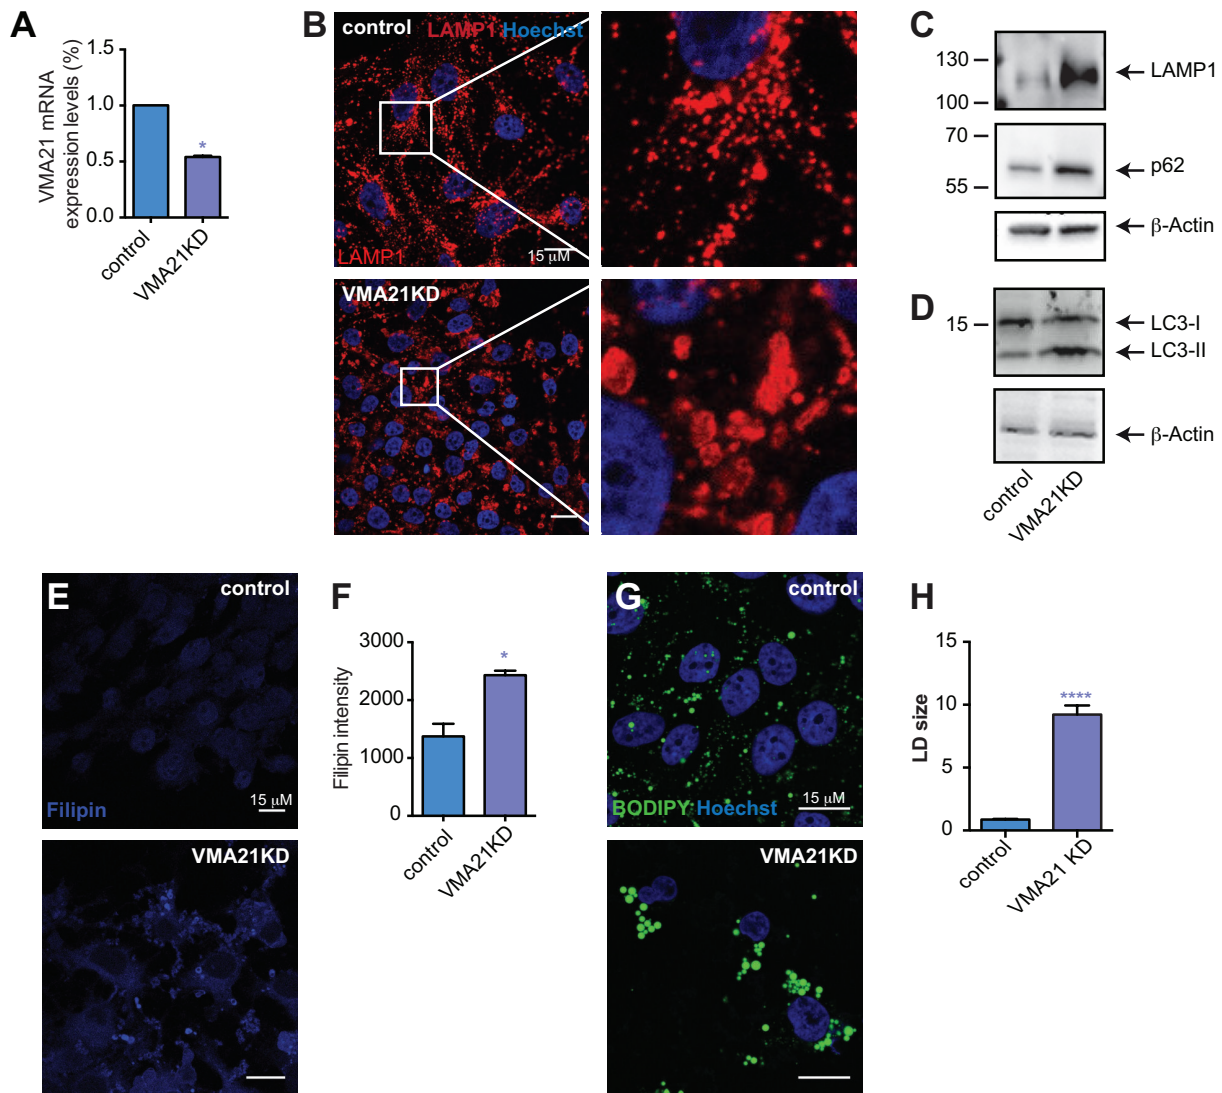 A
VMA21 mRNA
expression levels (%)
1.5
1.0
0.5
0.0
*
control
VMA21KD
B
control
LAMP1 Hoechst
LAMP1
15 µM
VMA21KD
C
130
100
LAMP1
70
55
p62
β-Actin
D
15
LC3-I
LC3-II
β-Actin
control
VMA21KD
E
control
Filipin
15 µM
VMA21KD
F
Filipin intensity
3000
2000
1000
0
*
control
VMA21KD
G
control
BODIPY Hoechst
15 µM
VMA21KD
H
LD size
15
10
5
0
****
control
VMA21 KD